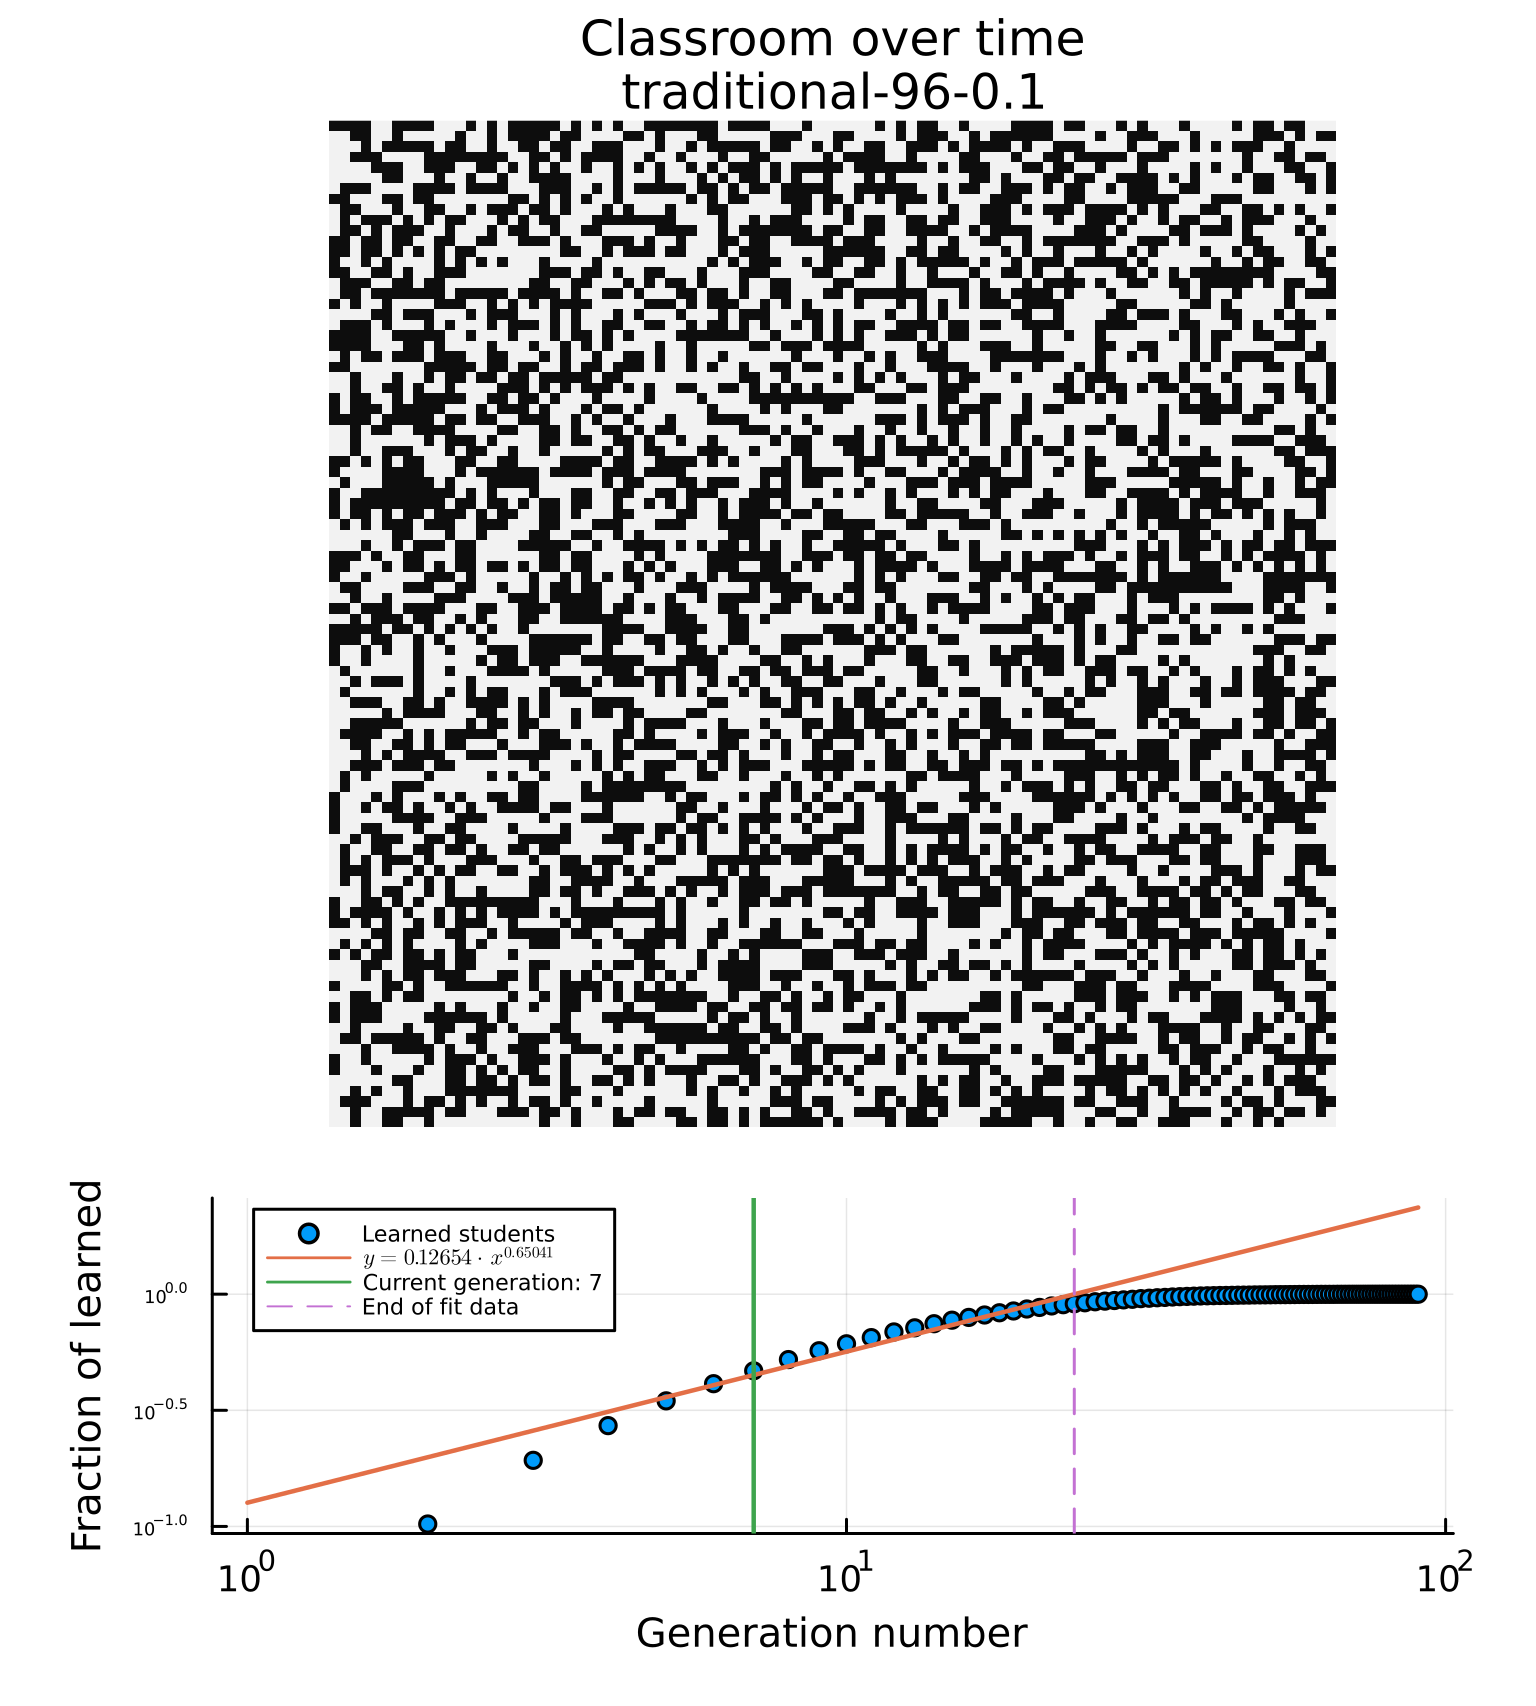 Classroom over time
traditional-96-0.1
Fraction of learned
Learned students
y = 0.12654 · x^0.65041
Current generation: 7
End of fit data
10^0.0
10^−0.5
10^−1.0
10^0 10^1 10^2
Generation number